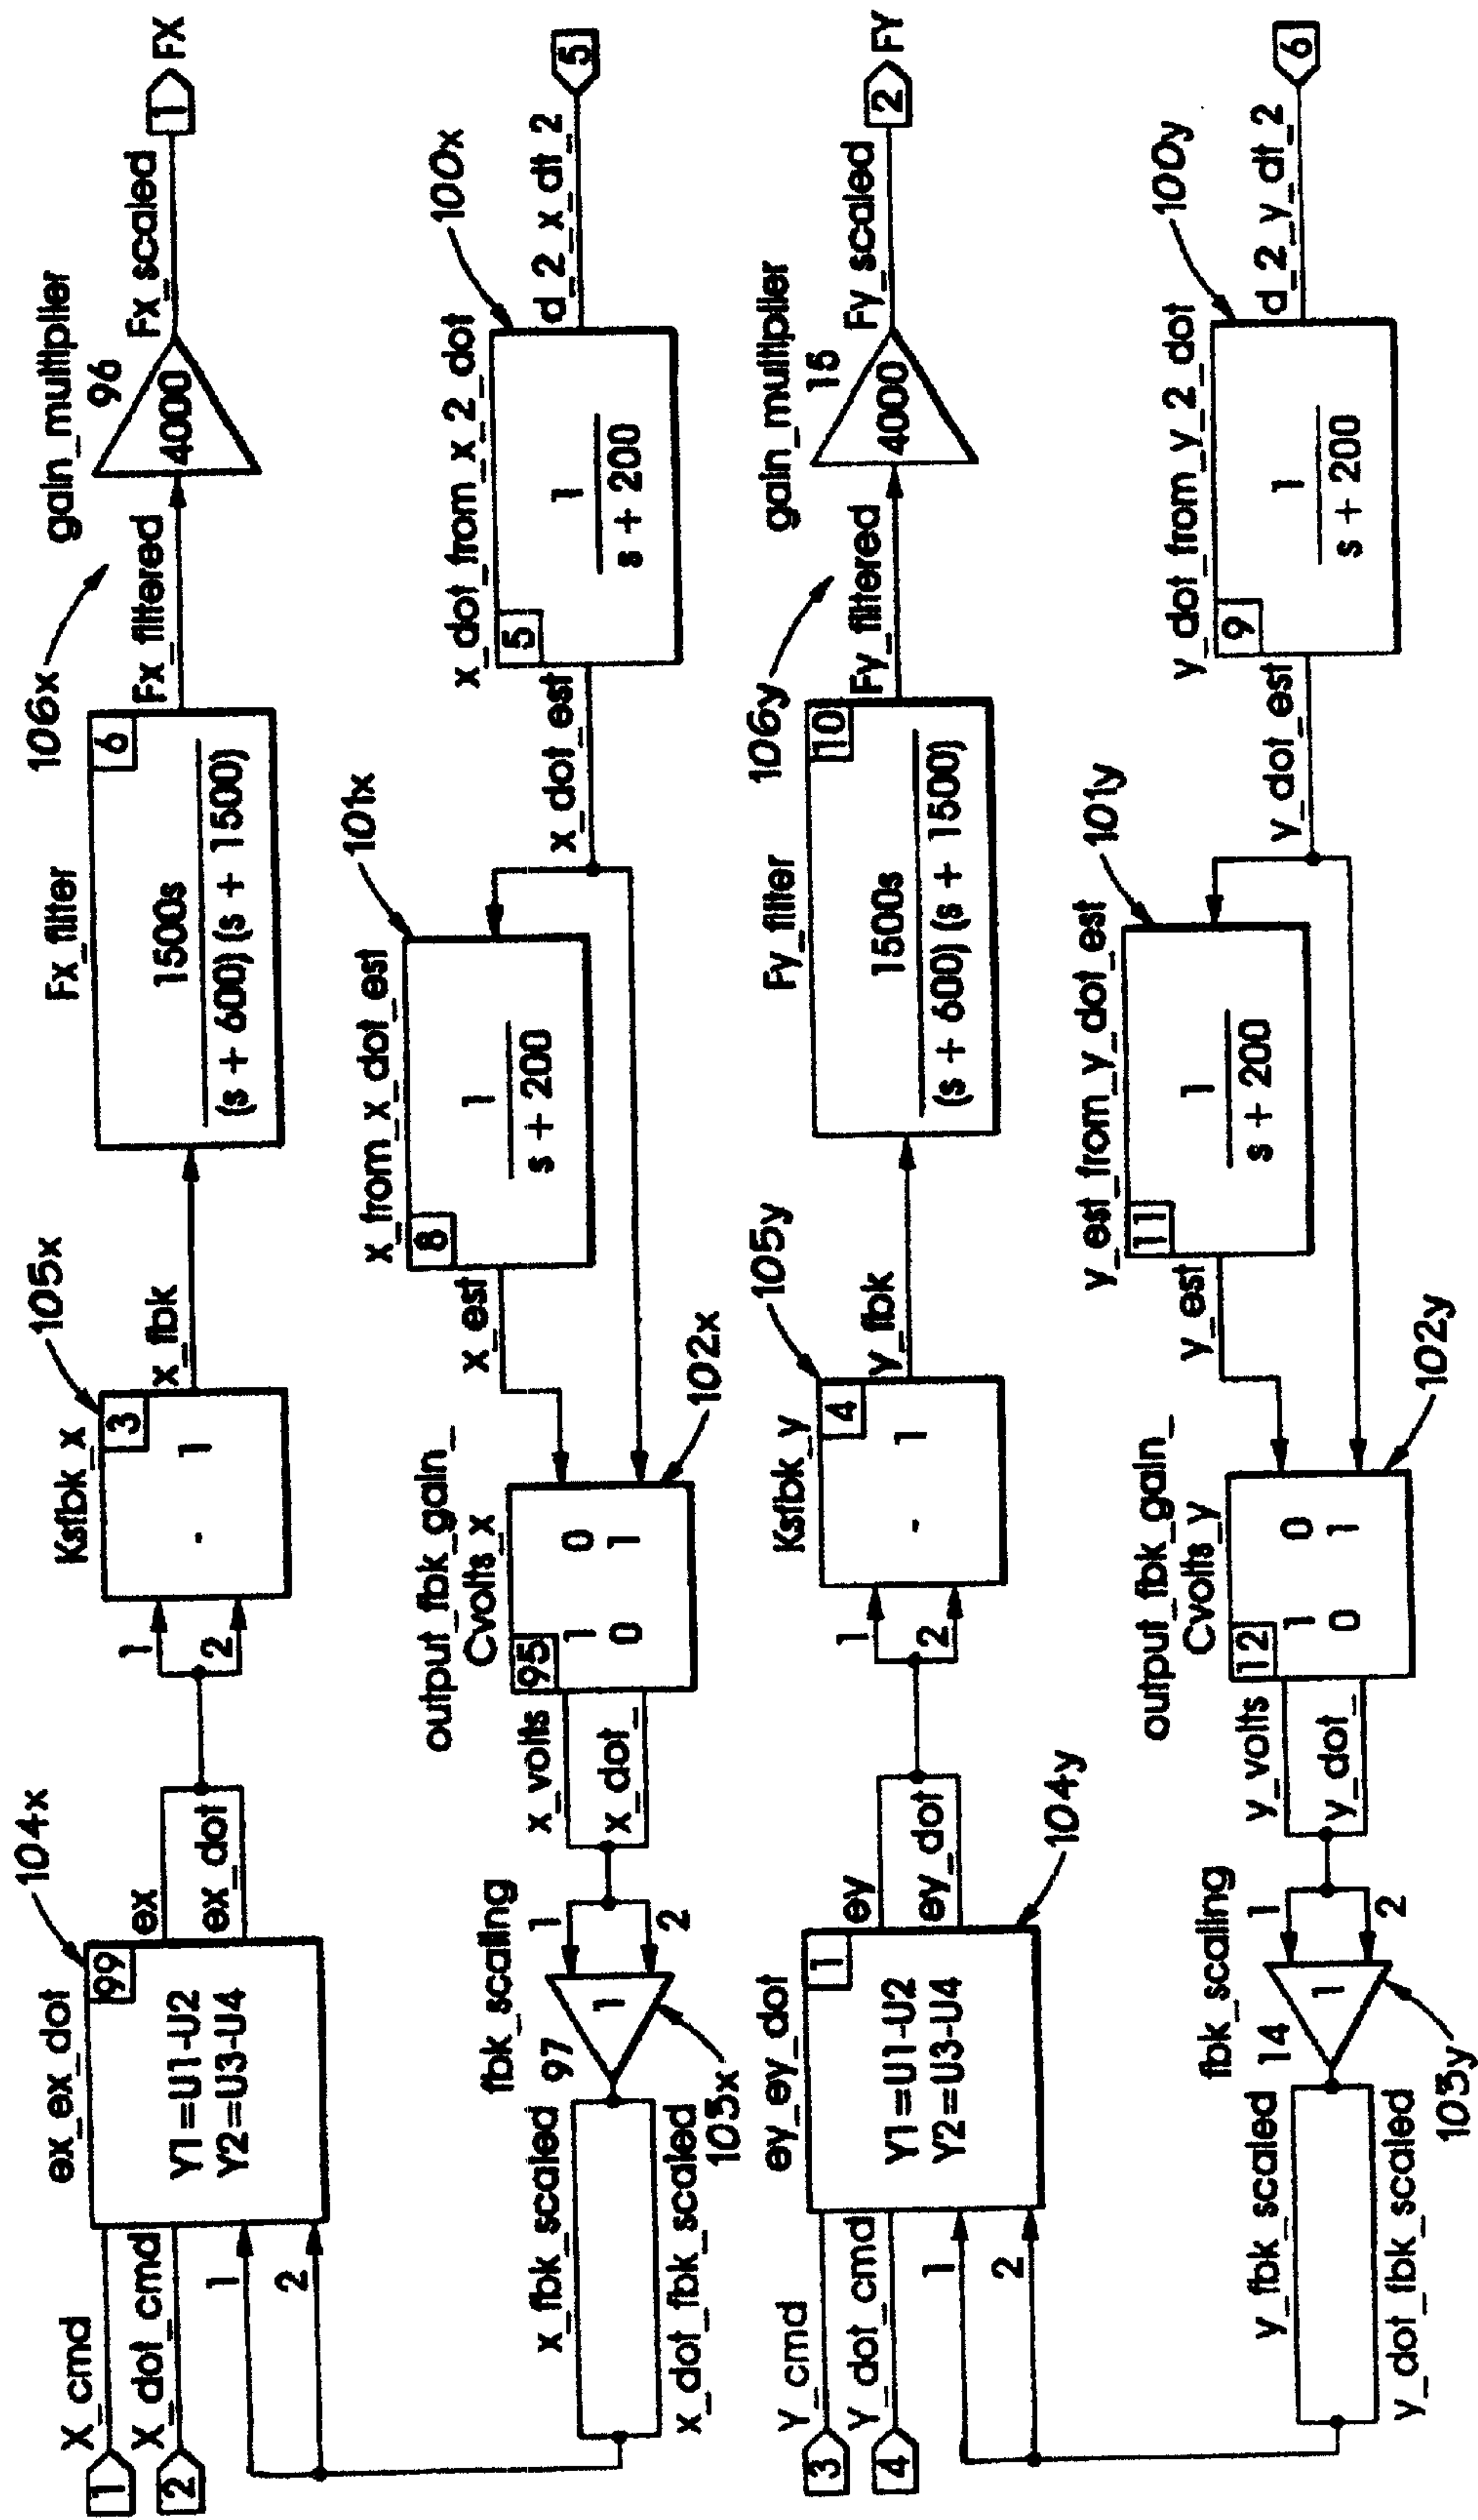 X_cmd
1
X_dot_cmd
2
1
2
ex_ex_dot
99
Y1=U1-U2
Y2=U3-U4
104x
ex
ex_dot
1
2
Ksfbk_x
3
. 1
105x
x_fbk
Fx_filter
6
1500s
(s + 600) (s + 1500)
106x
Fx_filtered
gain_multiplier
96
4000
Fx_scaled
1
FX
x_fbk_scaled
x_dot_fbk_scaled
fbk_scaling
97
1
103x
1
2
x_volts
x_dot_
output_fbk_gain_
Cvolts_x
95
1 0
0 1
102x
x_est
x_from_x_dot_est
8
1
s + 200
101x
x_dot_est
x_dot_from_x_2_dot
5
1
s + 200
100x
d_2_x_dt_2
5
Y_cmd
3
Y_dot_cmd
4
1
2
ey_ey_dot
1
Y1=U1-U2
Y2=U3-U4
104y
ey
ey_dot
1
2
Ksfbk_y
4
. 1
105y
y_fbk
Fy_filter
10
1500s
(s + 600) (s + 1500)
106y
Fy_filtered
gain_multiplier
15
4000
Fy_scaled
2
FY
y_fbk_scaled
y_dot_fbk_scaled
fbk_scaling
14
1
103y
1
2
y_volts
y_dot_
output_fbk_gain_
Cvolts_y
12
1 0
0 1
102y
y_est
y_est_from_y_dot_est
11
1
s + 200
101y
y_dot_est
y_dot_from_y_2_dot
9
1
s + 200
100y
d_2_y_dt_2
6